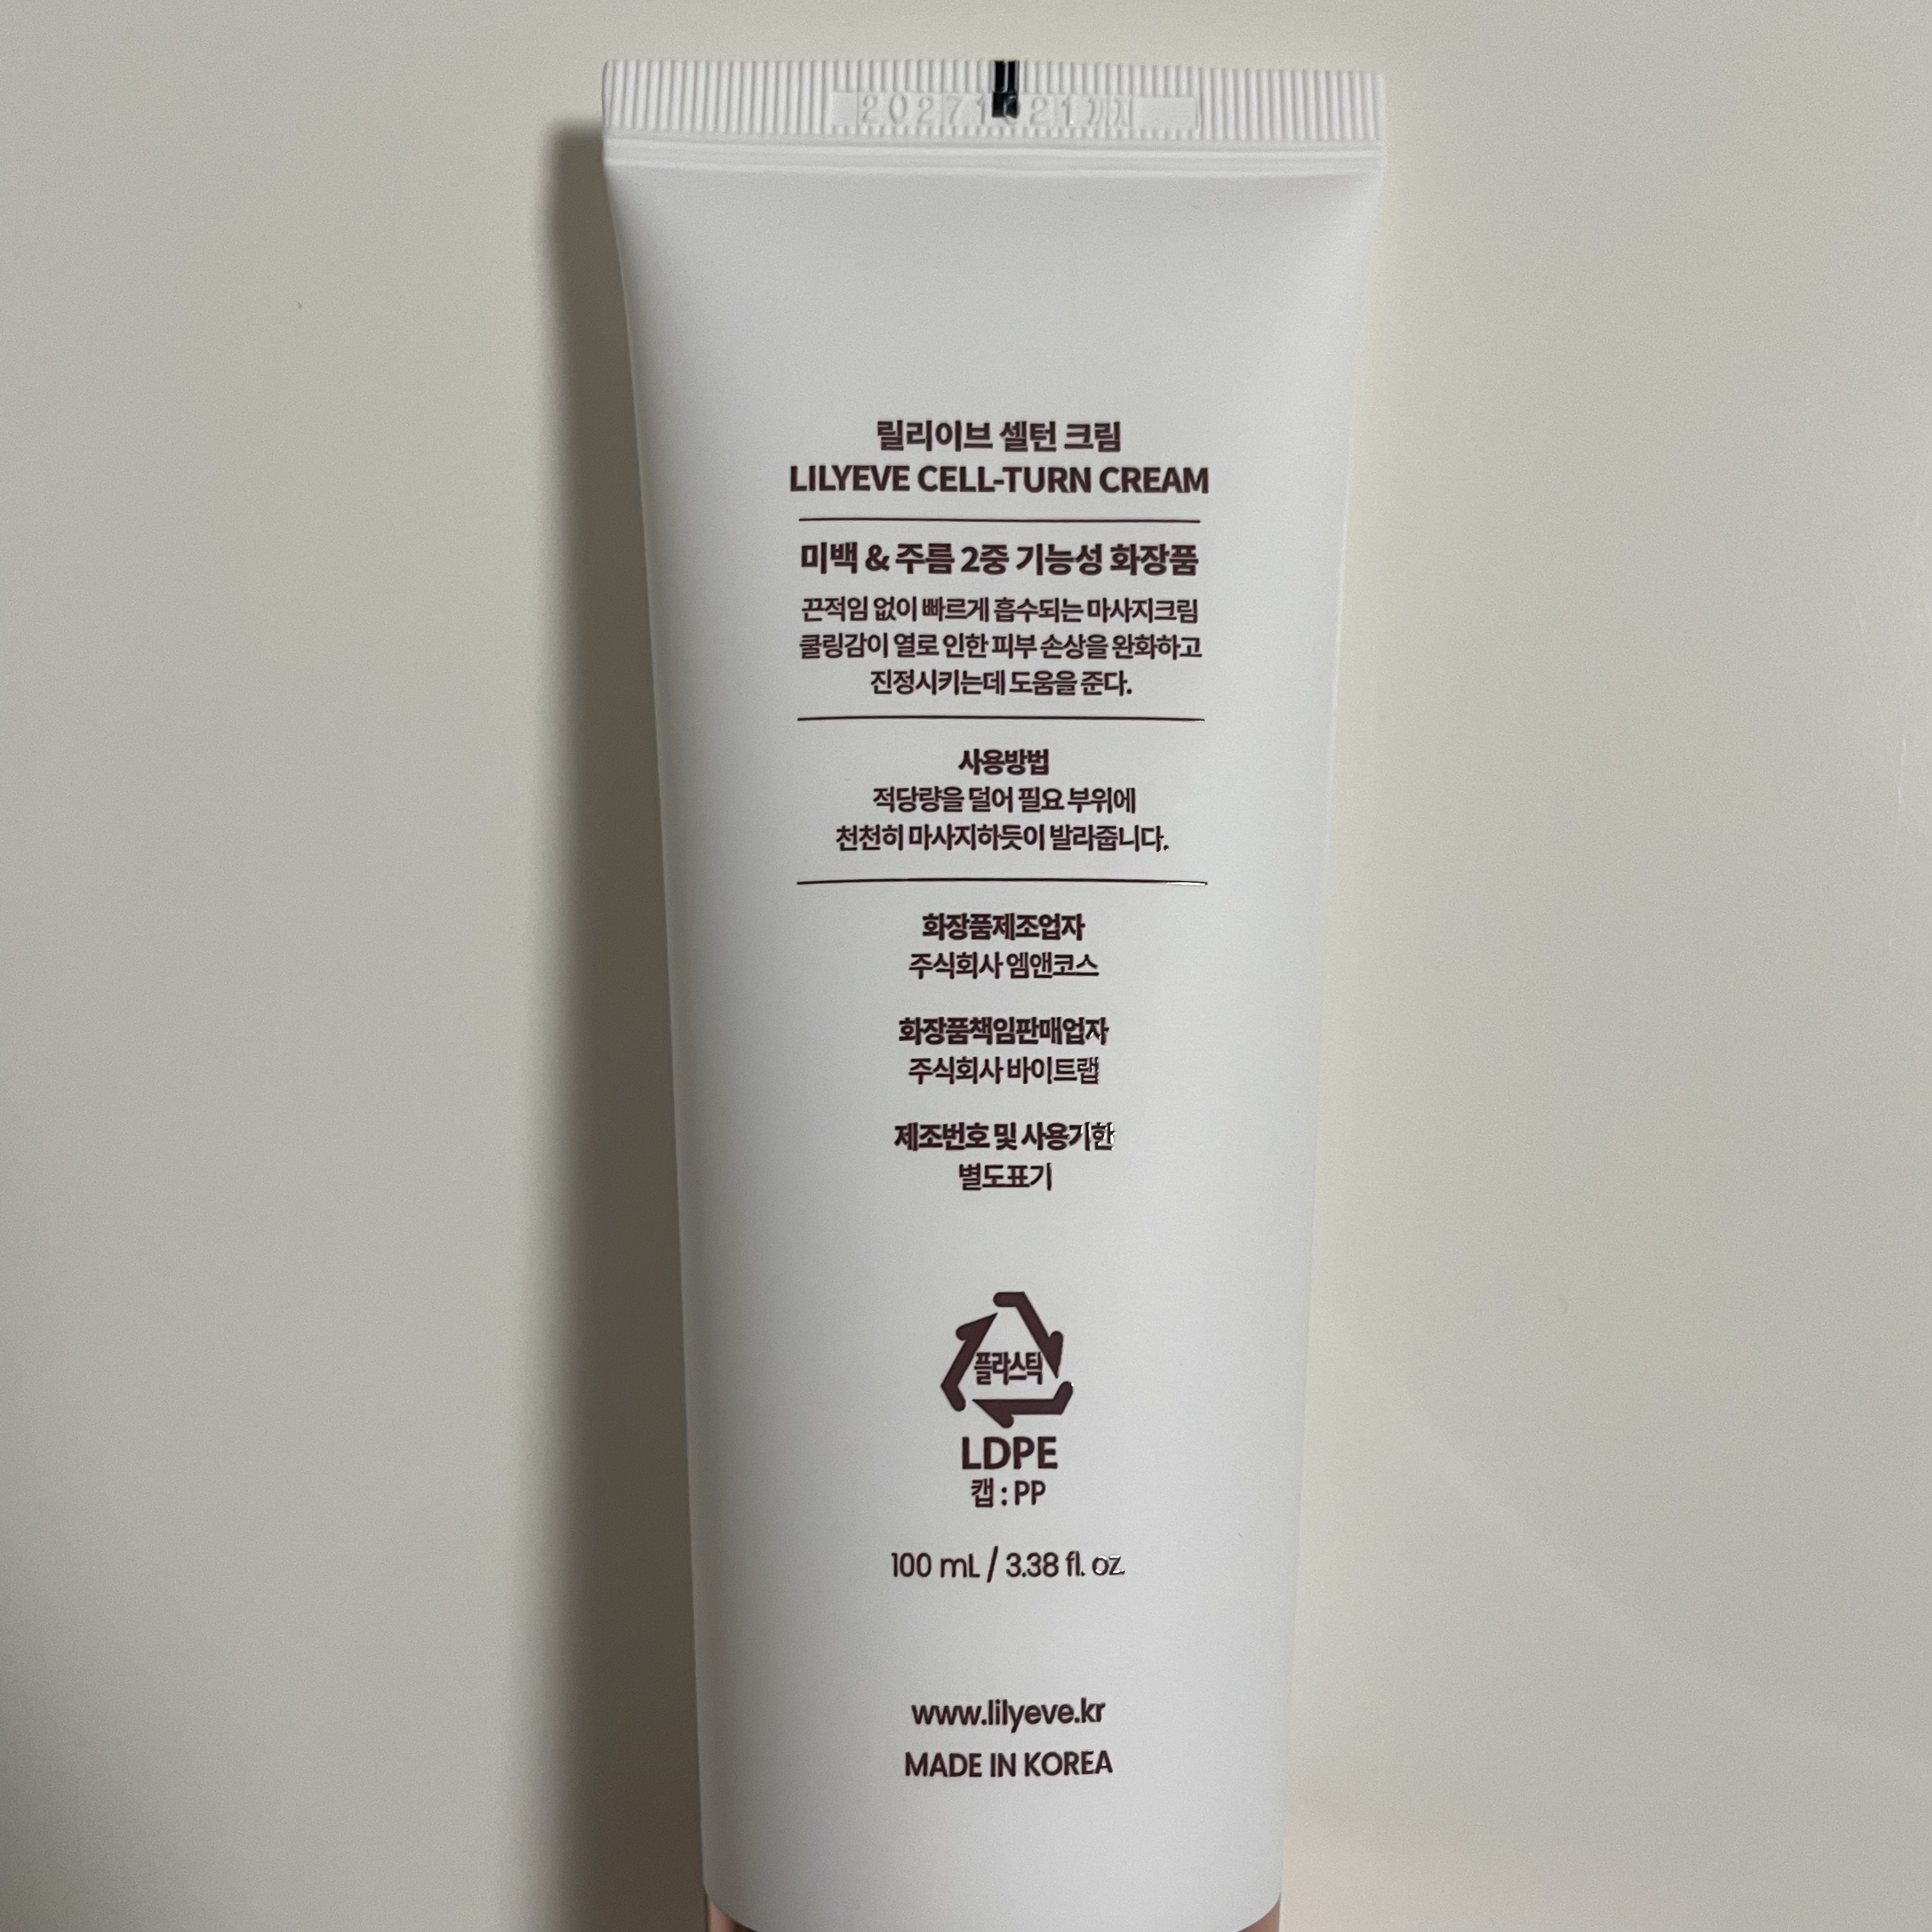 릴리이브 셀턴 크림
LILYEVE CELL-TURN CREAM
미백 & 주름 2중 기능성 화장품
끈적임 없이 빠르게 흡수되는 마사지크림
쿨링감이 열로 인한 피부 손상을 완화하고
진정시키는데 도움을 준다.
사용방법
적당량을 덜어 필요 부위에
천천히 마사지하듯이 발라줍니다.
화장품제조업자
주식회사 엠앤코스
화장품책임판매업자
주식회사 바이트랩
제조번호 및 사용기한
별도표기
플라스틱
LDPE
캡 : PP
100 mL / 3.38 fl. oz.
www.lilyeve.kr
MADE IN KOREA